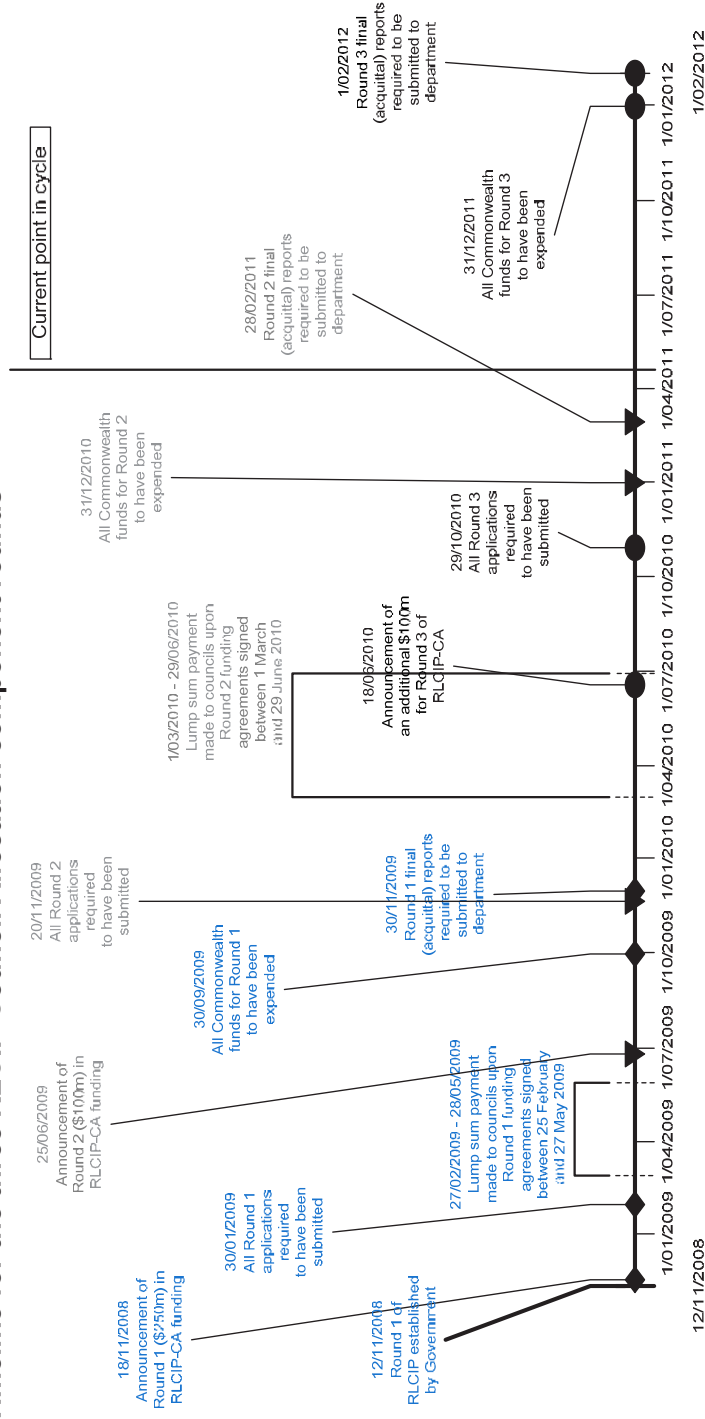 Current point in cycle
18/11/2008
Announcement of
Round 1 ($250m) in
RLCIP-CA funding
12/11/2008
Round 1 of
RLCIP established
by Government
30/01/2009
All Round 1
applications
required
to have been
submitted
25/06/2009
Announcement of
Round 2 ($100m) in
RLCIP-CA funding
27/02/2009 - 28/05/2009
Lump sum payment
made to councils upon
Round 1 funding
agreements signed
between 25 February
and 27 May 2009
30/09/2009
All Commonwealth
funds for Round 1
to have been
expended
20/11/2009
All Round 2
applications
required
to have been
submitted
30/11/2009
Round 1 final
(acquittal) reports
required to be
submitted to
department
1/03/2010 - 29/06/2010
Lump sum payment
made to councils upon
Round 2 funding
agreements signed
between 1 March
and 29 June 2010
18/06/2010
Announcement of
an additional $100m
for Round 3 of
RLCIP-CA
31/12/2010
All Commonwealth
funds for Round 2
to have been
expended
29/10/2010
All Round 3
applications
required
to have been
submitted
28/02/2011
Round 2 final
(acquittal) reports
required to be
submitted to
department
31/12/2011
All Commonwealth
funds for Round 3
to have been
expended
1/02/2012
Round 3 final
(acquittal) reports
required to be
submitted to
department
1/01/2009 1/04/2009 1/07/2009 1/10/2009 1/01/2010 1/04/2010 1/07/2010 1/10/2010 1/01/2011 1/04/2011 1/07/2011 1/10/2011 1/01/2012
12/11/2008 1/02/2012